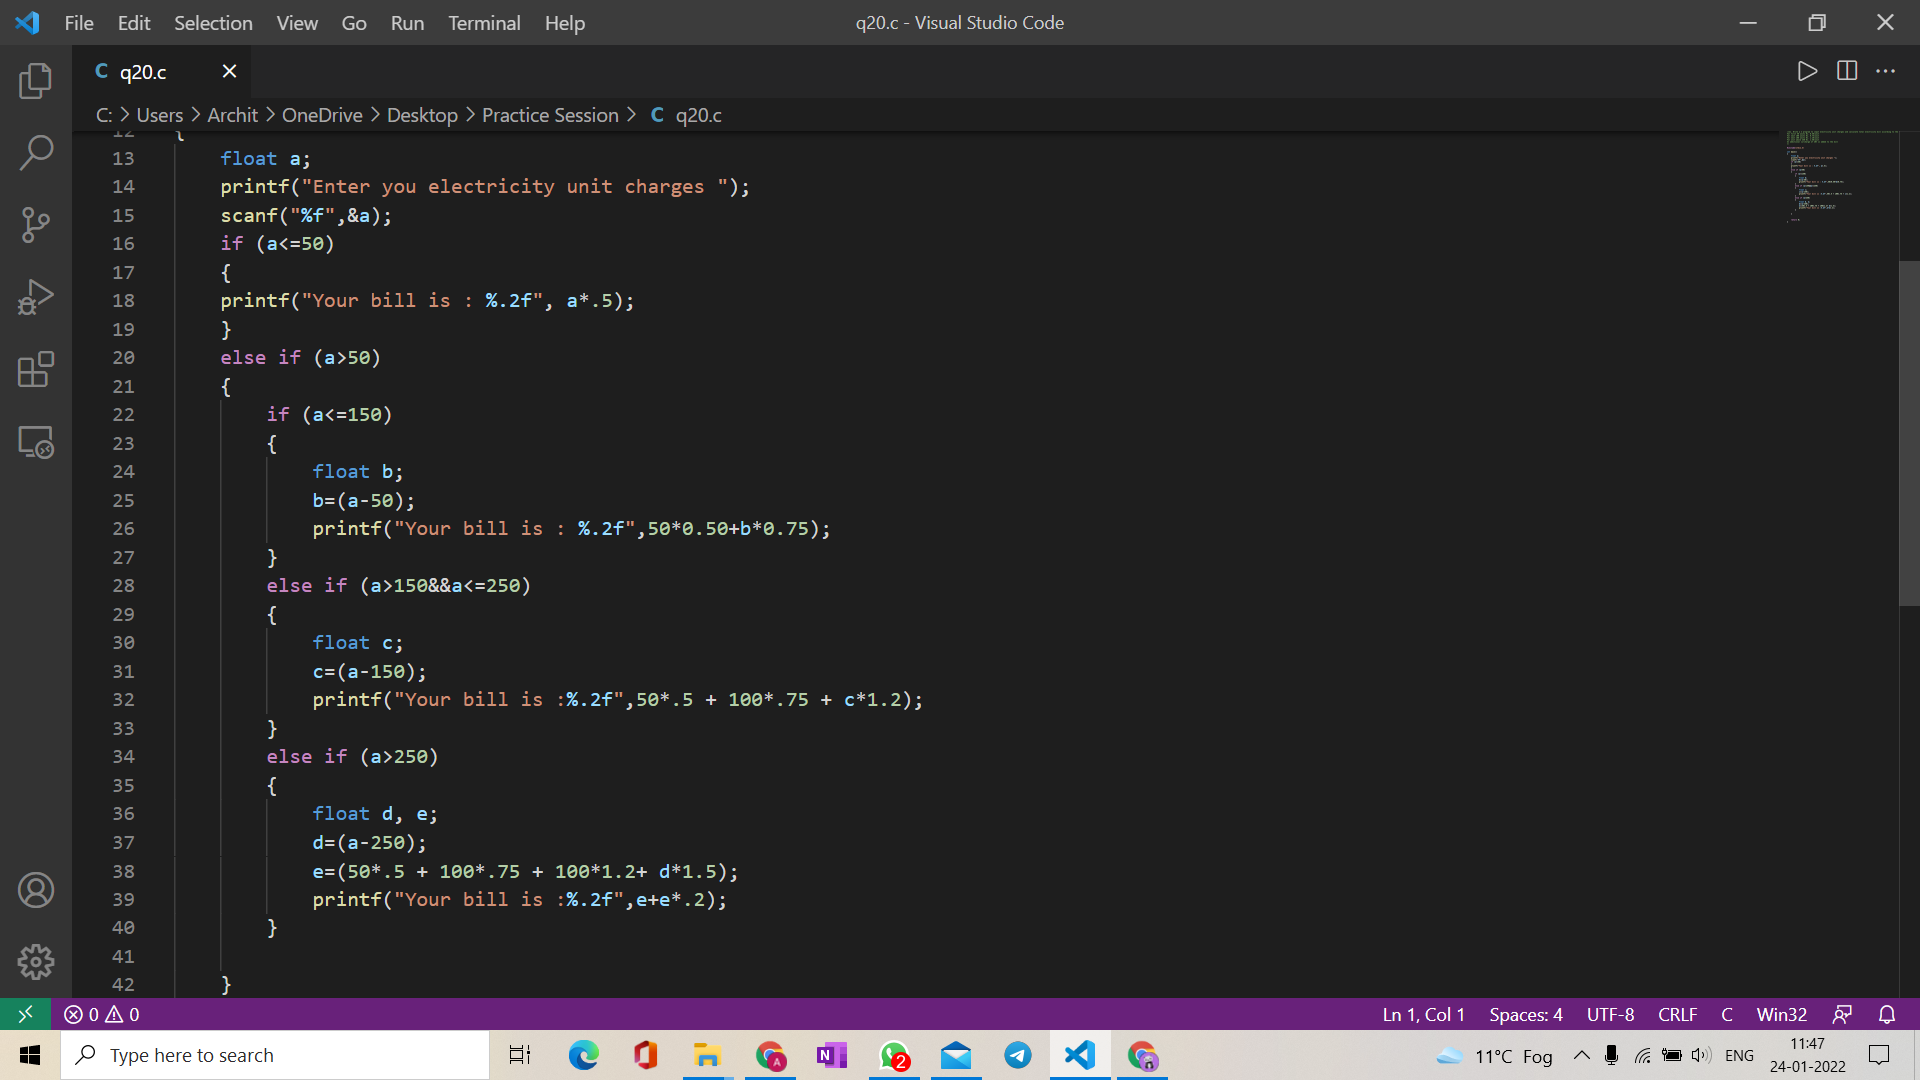 File Edit Selection View Go Run Terminal Help q20.c - Visual Studio Code
C q20.c
C: > Users > Archit > OneDrive > Desktop > Practice Session > C q20.c
12 {
13 float a;
14 printf("Enter you electricity unit charges ");
15 scanf("%f",&a);
16 if (a<=50)
17 {
18 printf("Your bill is : %.2f", a*.5);
19 }
20 else if (a>50)
21 {
22 if (a<=150)
23 {
24 float b;
25 b=(a-50);
26 printf("Your bill is : %.2f",50*0.50+b*0.75);
27 }
28 else if (a>150&&a<=250)
29 {
30 float c;
31 c=(a-150);
32 printf("Your bill is :%.2f",50*.5 + 100*.75 + c*1.2);
33 }
34 else if (a>250)
35 {
36 float d, e;
37 d=(a-250);
38 e=(50*.5 + 100*.75 + 100*1.2+ d*1.5);
39 printf("Your bill is :%.2f",e+e*.2);
40 }
41
42 }
0 0 Ln 1, Col 1 Spaces: 4 UTF-8 CRLF C Win32
Type here to search N A 2 11°C Fog ENG 11:47
24-01-2022